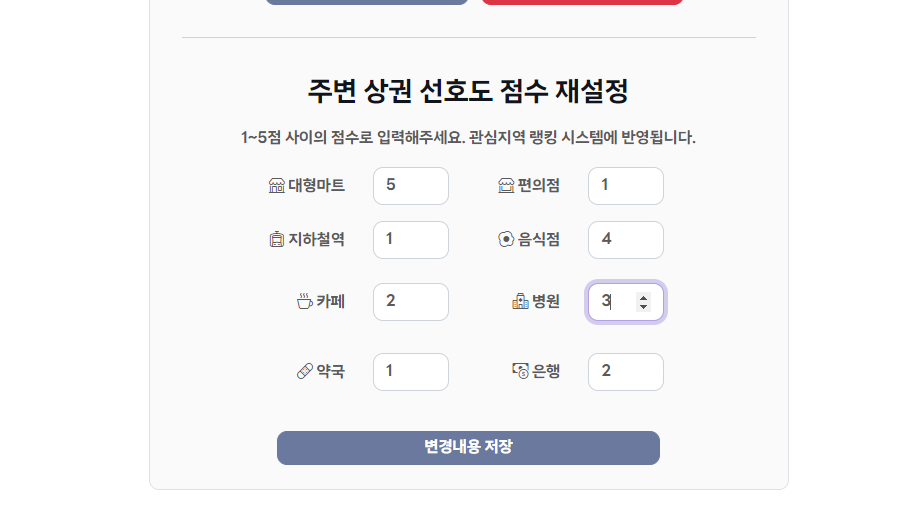 주변 상권 선호도 점수 재설정
1~5점 사이의 점수로 입력해주세요. 관심지역 랭킹 시스템에 반영됩니다.
대형마트 5 편의점 1
지하철역 1 음식점 4
카페 2 병원 3
약국 1 은행 2
변경내용 저장